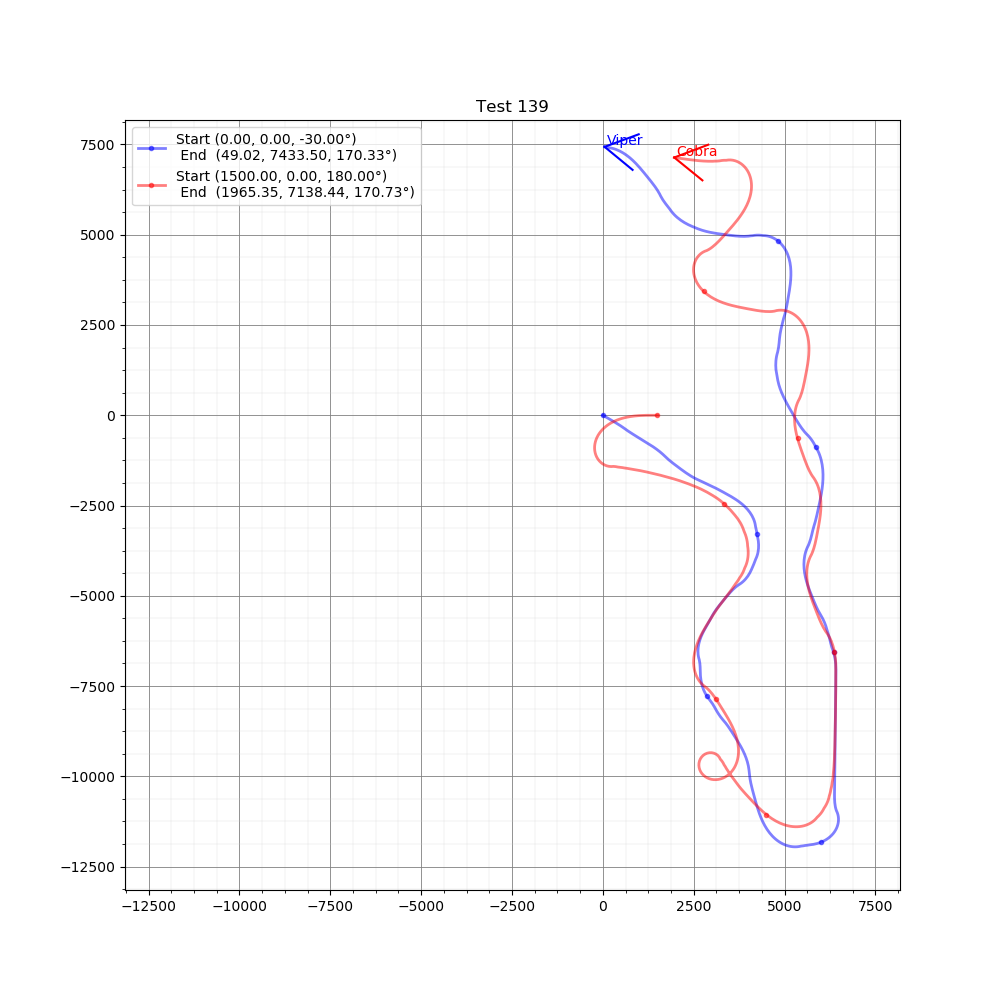 Test 139
Start (0.00, 0.00, -30.00°)
End (49.02, 7433.50, 170.33°)
Start (1500.00, 0.00, 180.00°)
End (1965.35, 7138.44, 170.73°)
Viper
Cobra
7500
5000
2500
0
−2500
−5000
−7500
−10000
−12500
−12500 −10000 −7500 −5000 −2500 0 2500 5000 7500